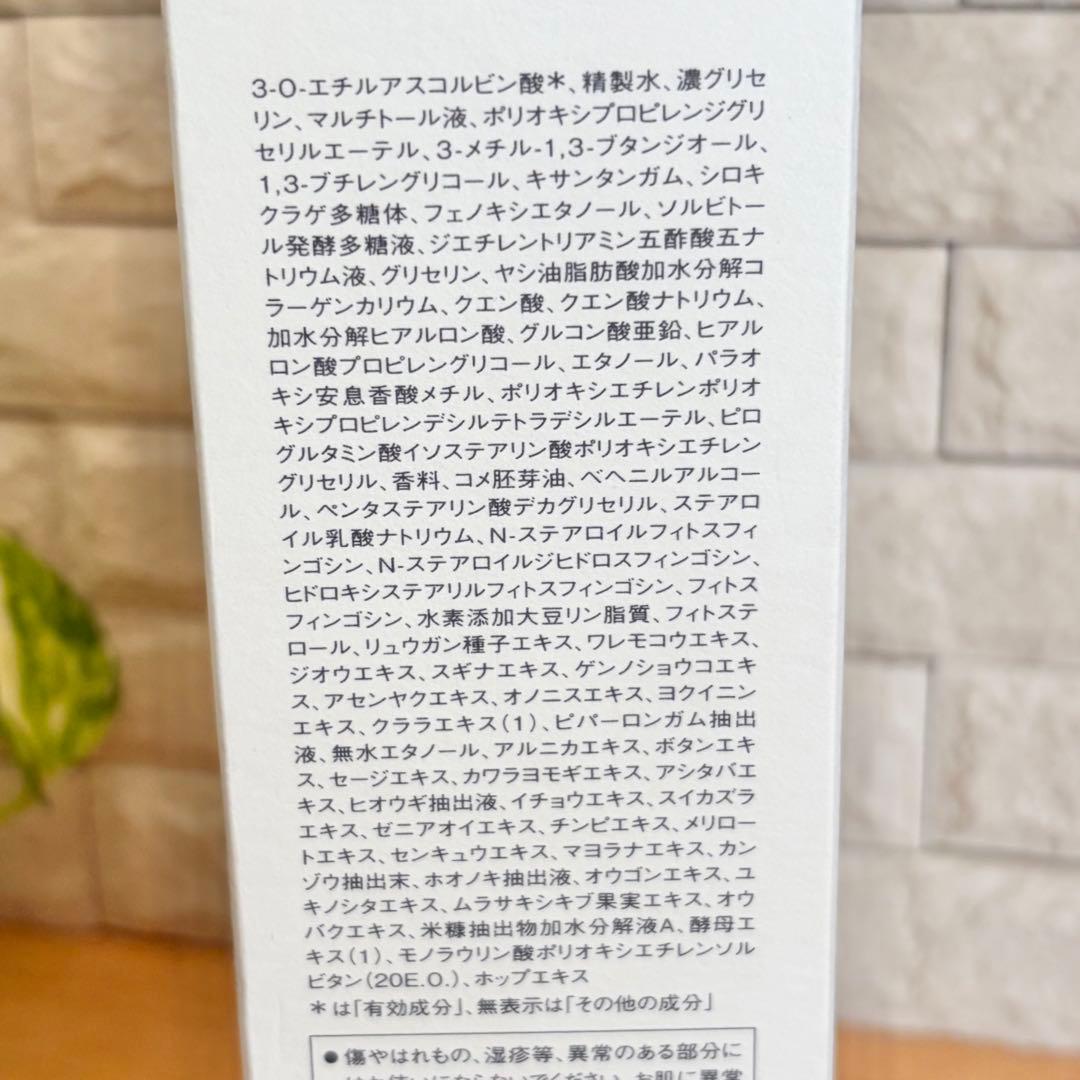 3-O-エチルアスコルビン酸*、精製水、濃グリセ
リン、マルチトール液、ポリオキシプロピレンジグリ
セリルエーテル、3-メチル-1,3-ブタンジオール、
1,3-ブチレングリコール、キサンタンガム、シロキ
クラゲ多糖体、フェノキシエタノール、ソルビトー
ル発酵多糖液、ジエチレントリアミン五酢酸五ナ
トリウム液、グリセリン、ヤシ油脂肪酸加水分解コ
ラーゲンカリウム、クエン酸、クエン酸ナトリウム、
加水分解ヒアルロン酸、グルコン酸亜鉛、ヒアル
ロン酸プロピレングリコール、エタノール、パラオ
キシ安息香酸メチル、ポリオキシエチレンポリオ
キシプロピレンデシルテトラデシルエーテル、ピロ
グルタミン酸イソステアリン酸ポリオキシエチレン
グリセリル、香料、コメ胚芽油、ベヘニルアルコー
ル、ペンタステアリン酸デカグリセリル、ステアロ
イル乳酸ナトリウム、N-ステアロイルフィトスフィ
ンゴシン、N-ステアロイルジヒドロスフィンゴシン、
ヒドロキシステアリルフィトスフィンゴシン、フィトス
フィンゴシン、水素添加大豆リン脂質、フィトステ
ロール、リュウガン種子エキス、ワレモコウエキス、
ジオウエキス、スギナエキス、ゲンノショウコエキ
ス、アセンヤクエキス、オノニスエキス、ヨクイニン
エキス、クララエキス(1)、ピパーロンガム抽出
液、無水エタノール、アルニカエキス、ボタンエキ
ス、セージエキス、カワラヨモギエキス、アシタバエ
キス、ヒオウギ抽出液、イチョウエキス、スイカズラ
エキス、ゼニアオイエキス、チンピエキス、メリロー
トエキス、センキュウエキス、マヨラナエキス、カン
ゾウ抽出末、ホオノキ抽出液、オウゴンエキス、ユ
キノシタエキス、ムラサキシキブ果実エキス、オウ
バクエキス、米糠抽出物加水分解液A、酵母エ
キス(1)、モノラウリン酸ポリオキシエチレンソル
ビタン(20E.O.)、ホップエキス
*は「有効成分」、無表示は「その他の成分」
●傷やはれもの、湿疹等、異常のある部分に